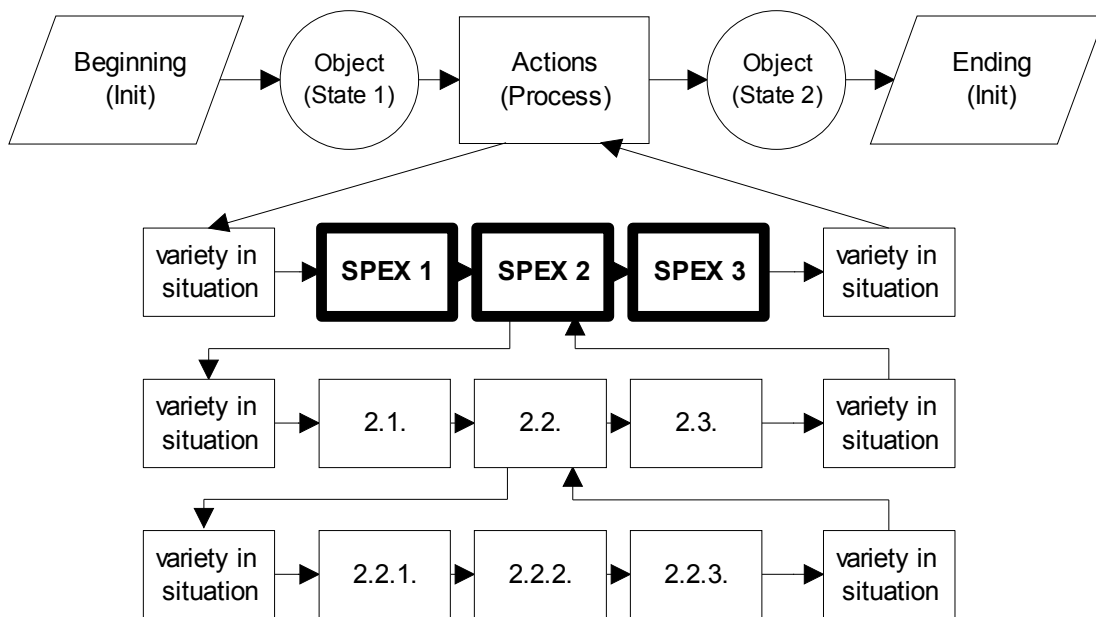 Beginning
(Init)
Object
(State 1)
Actions
(Process)
Object
(State 2)
Ending
(Init)
variety in
situation
SPEX 1
SPEX 2
SPEX 3
variety in
situation
variety in
situation
2.1.
2.2.
2.3.
variety in
situation
variety in
situation
2.2.1.
2.2.2.
2.2.3.
variety in
situation